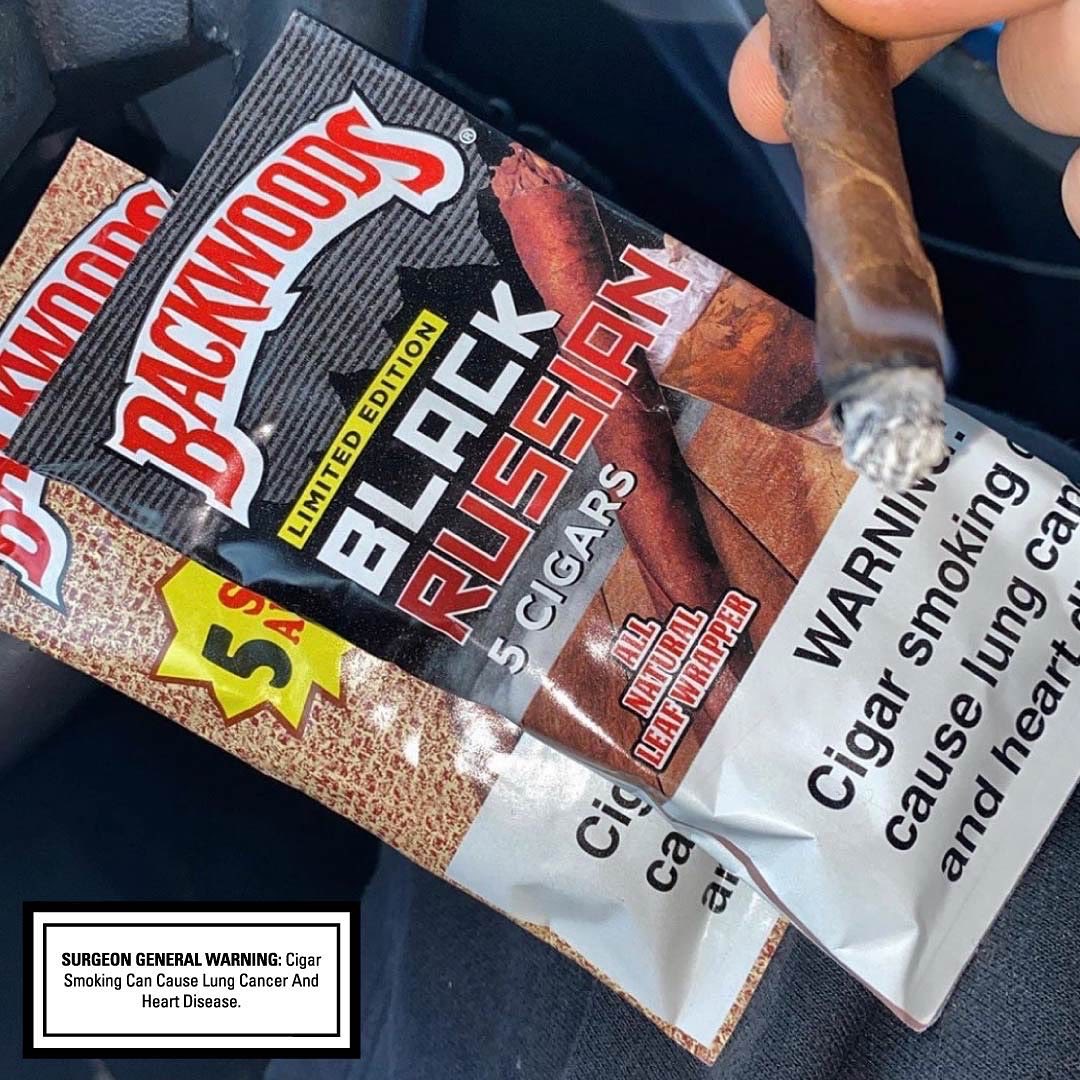 BACKWOODS®
LIMITED EDITION
BLACK
RUSSIAN
5 CIGARS
ALL
NATURAL
LEAF WRAPPER
WARNING:
Cigar smoking
cause lung
and heart
5
SURGEON GENERAL WARNING: Cigar
Smoking Can Cause Lung Cancer And
Heart Disease.